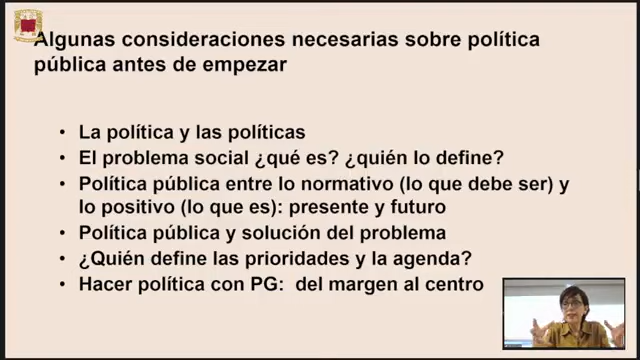 Algunas consideraciones necesarias sobre política
pública antes de empezar
• La política y las políticas
• El problema social ¿qué es? ¿quién lo define?
• Política pública entre lo normativo (lo que debe ser) y
lo positivo (lo que es): presente y futuro
• Política pública y solución del problema
• ¿Quién define las prioridades y la agenda?
• Hacer política con PG:  del margen al centro